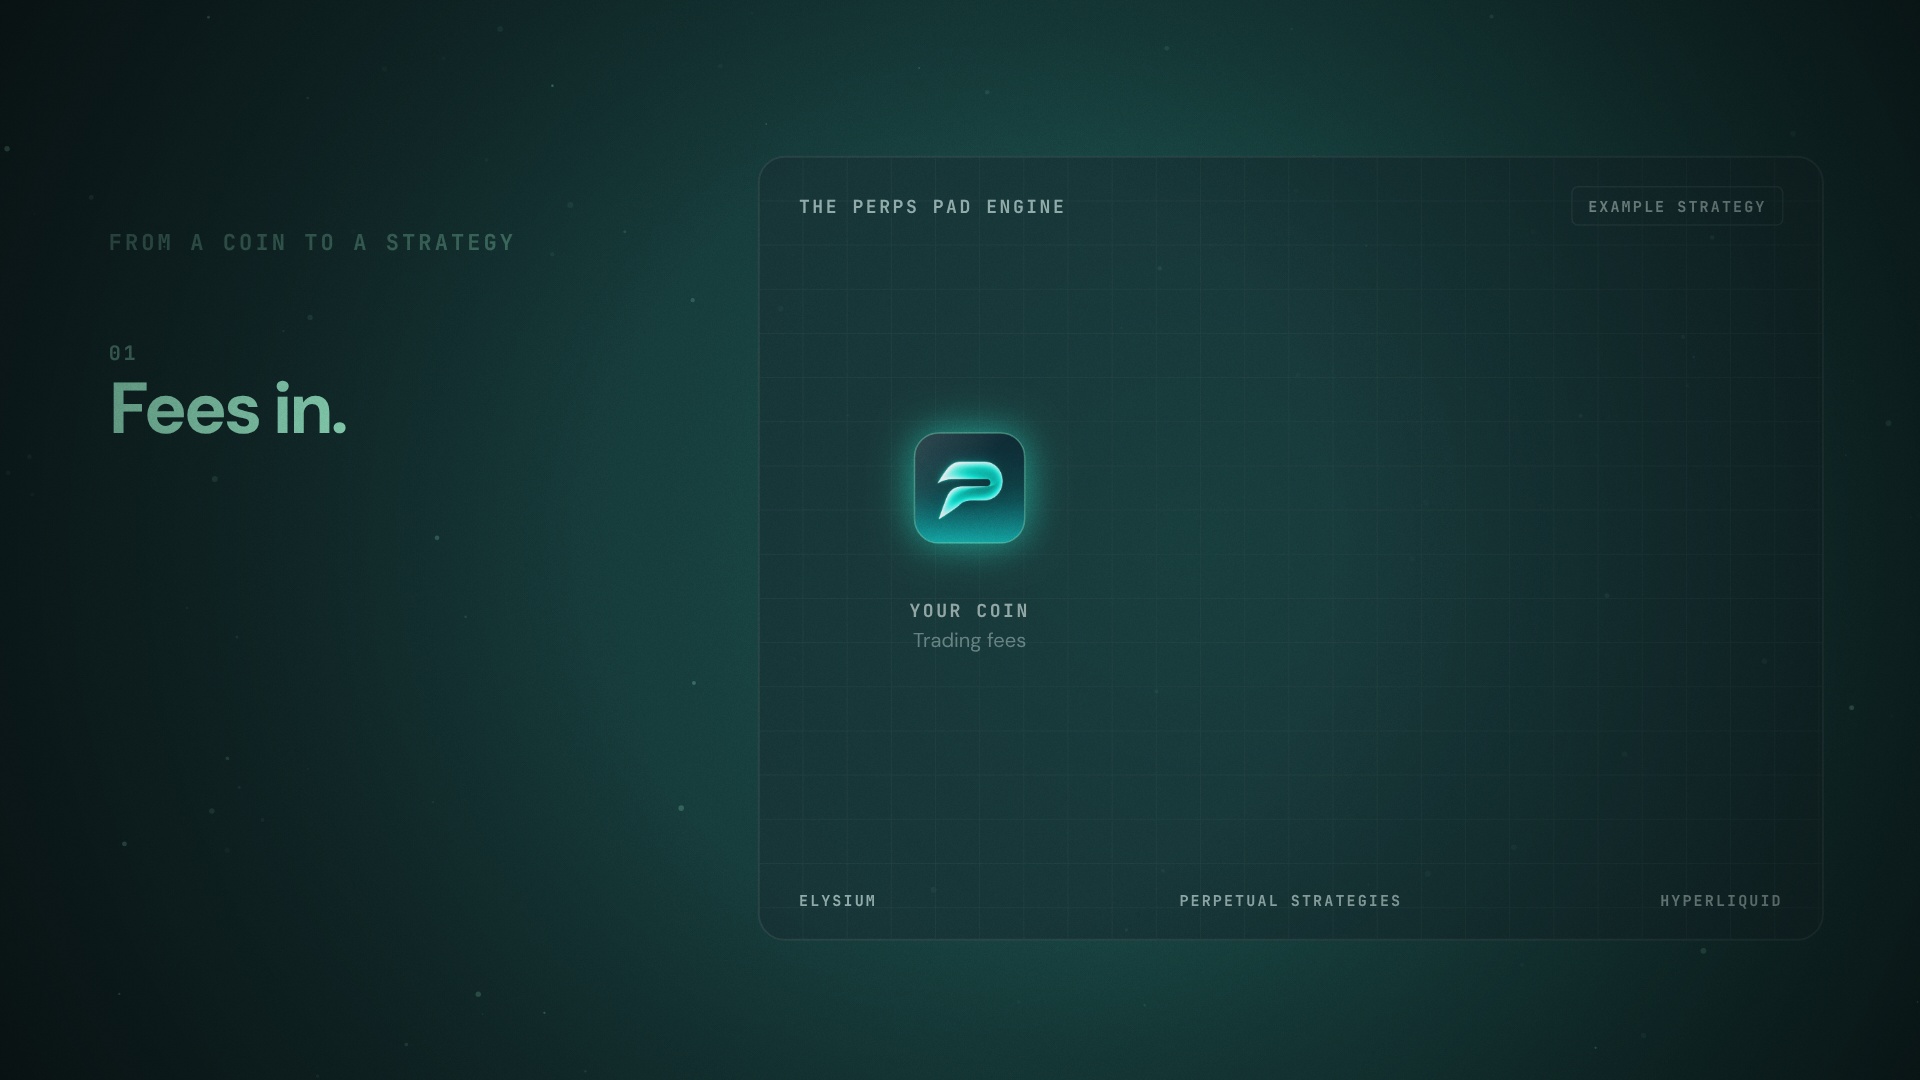 FROM A COIN TO A STRATEGY
01
Fees in.
THE PERPS PAD ENGINE
EXAMPLE STRATEGY
YOUR COIN
Trading fees
ELYSIUM
PERPETUAL STRATEGIES
HYPERLIQUID